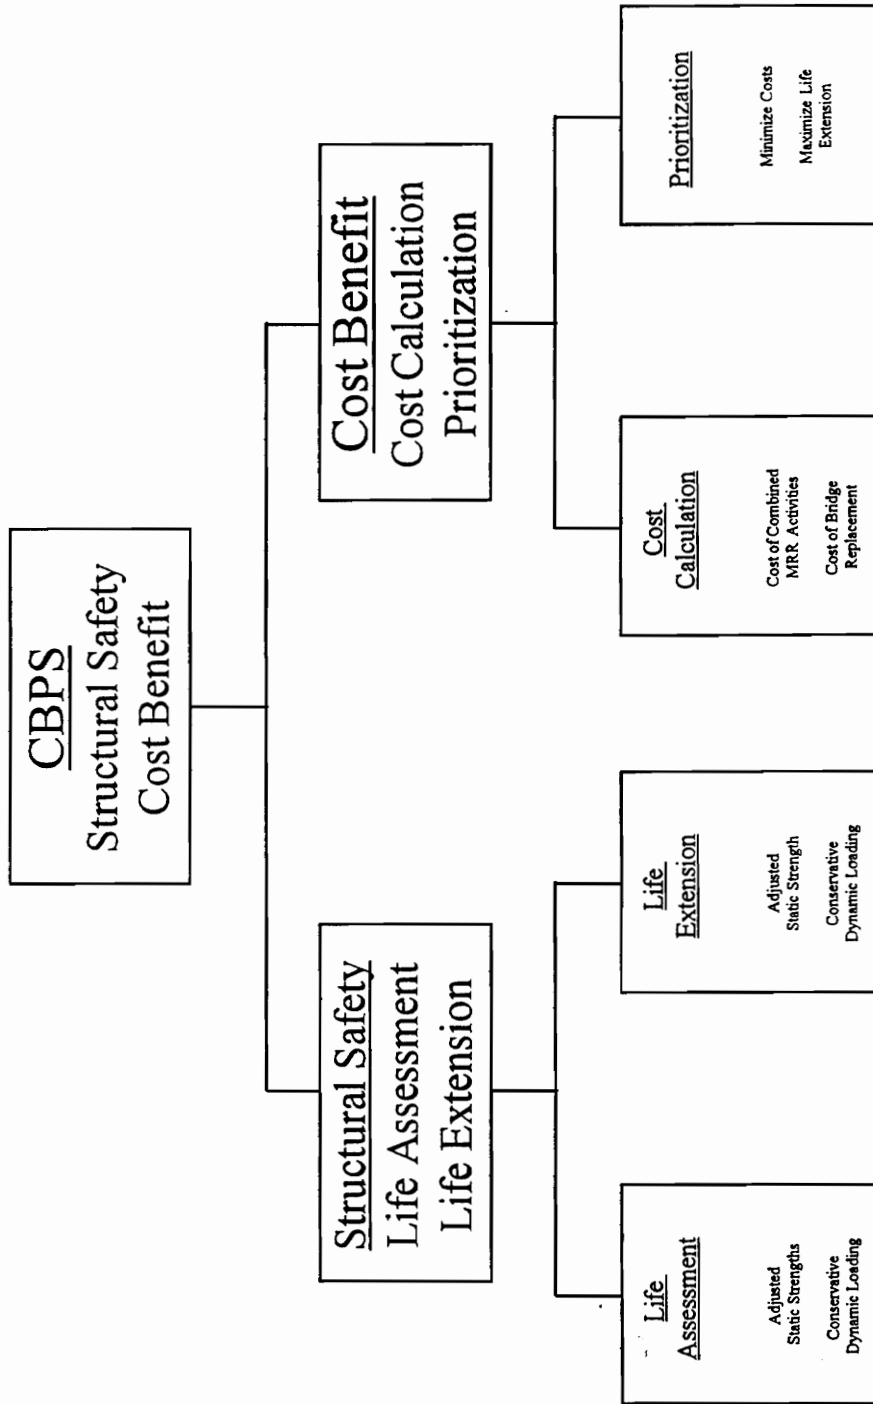 CBPS
Structural Safety
Cost Benefit
Structural Safety
Life Assessment
Life Extension
Cost Benefit
Cost Calculation
Prioritization
Life
Assessment
Adjusted
Static Strengths
Conservative
Dynamic Loading
Life
Extension
Adjusted
Static Strength
Conservative
Dynamic Loading
Cost
Calculation
Cost of Combined
MRR Activities
Cost of Bridge
Replacement
Prioritization
Minimize Costs
Maximize Life
Extension